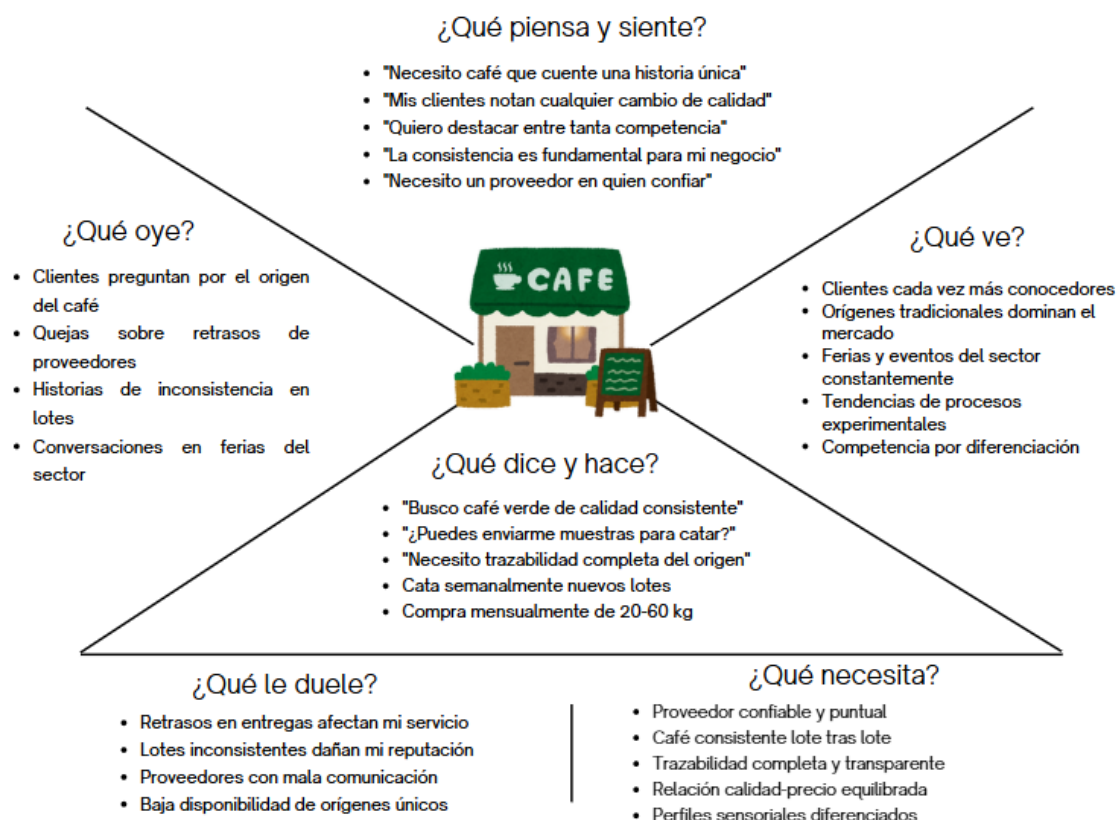 ¿Qué piensa y siente?
• "Necesito café que cuente una historia única"
• "Mis clientes notan cualquier cambio de calidad"
• "Quiero destacar entre tanta competencia"
• "La consistencia es fundamental para mi negocio"
• "Necesito un proveedor en quien confiar"
¿Qué oye?
• Clientes preguntan por el origen
del café
• Quejas sobre retrasos de
proveedores
• Historias de inconsistencia en
lotes
• Conversaciones en ferias del
sector
CAFE
¿Qué ve?
• Clientes cada vez más conocedores
• Orígenes tradicionales dominan el
mercado
• Ferias y eventos del sector
constantemente
• Tendencias de procesos
experimentales
• Competencia por diferenciación
¿Qué dice y hace?
• "Busco café verde de calidad consistente"
• "¿Puedes enviarme muestras para catar?"
• "Necesito trazabilidad completa del origen"
• Cata semanalmente nuevos lotes
• Compra mensualmente de 20-60 kg
¿Qué le duele?
• Retrasos en entregas afectan mi servicio
• Lotes inconsistentes dañan mi reputación
• Proveedores con mala comunicación
• Baja disponibilidad de orígenes únicos
¿Qué necesita?
• Proveedor confiable y puntual
• Café consistente lote tras lote
• Trazabilidad completa y transparente
• Relación calidad-precio equilibrada
• Perfiles sensoriales diferenciados